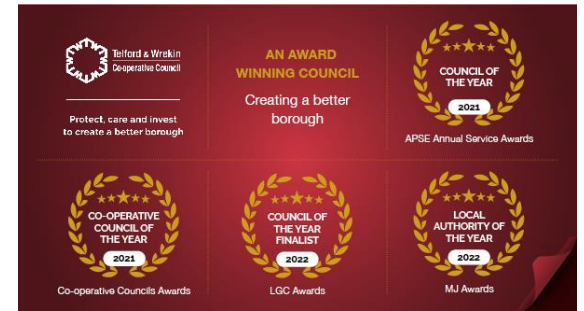 Telford & Wrekin
Co-operative Council
Protect, care and invest
to create a better borough
AN AWARD
WINNING COUNCIL
Creating a better
borough
COUNCIL OF
THE YEAR
2021
APSE Annual Service Awards
CO-OPERATIVE
COUNCIL OF
THE YEAR
2021
Co-operative Councils Awards
COUNCIL OF
THE YEAR
FINALIST
2022
LGC Awards
LOCAL
AUTHORITY OF
THE YEAR
2022
MJ Awards